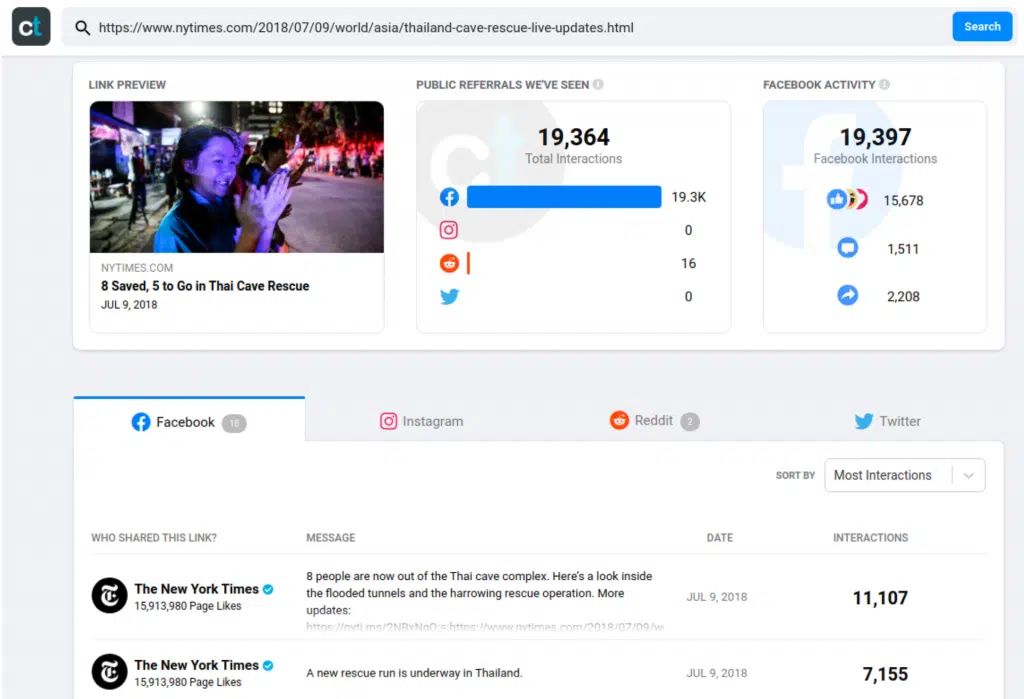 ct
https://www.nytimes.com/2018/07/09/world/asia/thailand-cave-rescue-live-updates.html
Search
LINK PREVIEW
NYTIMES.COM
8 Saved, 5 to Go in Thai Cave Rescue
JUL 9, 2018
PUBLIC REFERRALS WE'VE SEEN
ct
19,364
Total Interactions
19.3K
0
16
0
FACEBOOK ACTIVITY
19,397
Facebook Interactions
15,678
1,511
2,208
Facebook 18
Instagram
Reddit 2
Twitter
SORT BY Most Interactions
WHO SHARED THIS LINK? MESSAGE DATE INTERACTIONS
The New York Times
15,913,980 Page Likes
8 people are now out of the Thai cave complex. Here's a look inside
the flooded tunnels and the harrowing rescue operation. More
updates:
https://nyti.ms/2NBxNgO = https://www.nytimes.com/2018/07/09/w
JUL 9, 2018
11,107
The New York Times
15,913,980 Page Likes
A new rescue run is underway in Thailand.
JUL 9, 2018
7,155